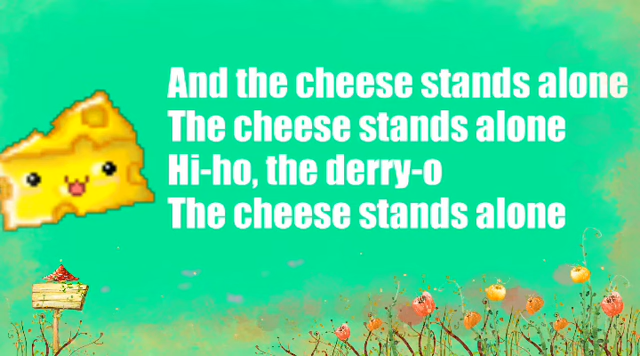 And the cheese stands alone
The cheese stands alone
Hi-ho, the derry-o
The cheese stands alone